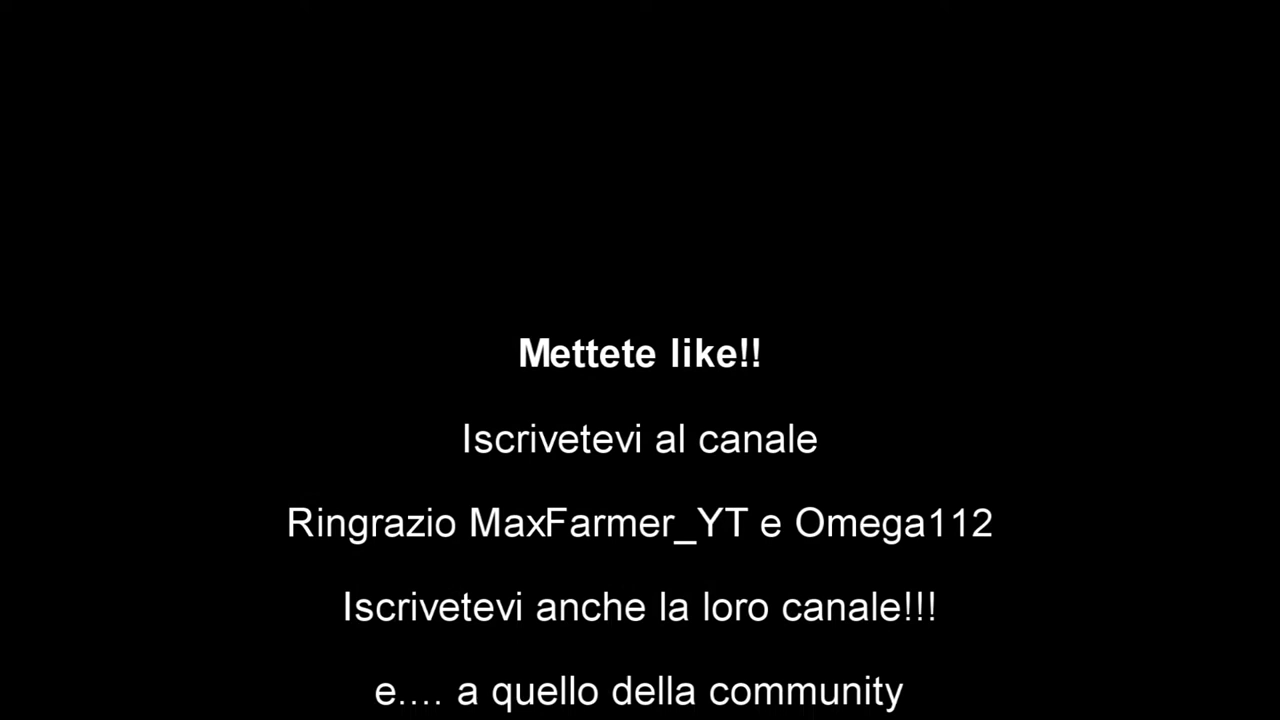 Mettete like!!
Iscrivetevi al canale
Ringrazio MaxFarmer_YT e Omega112
Iscrivetevi anche la loro canale!!!
e.... a quello della community